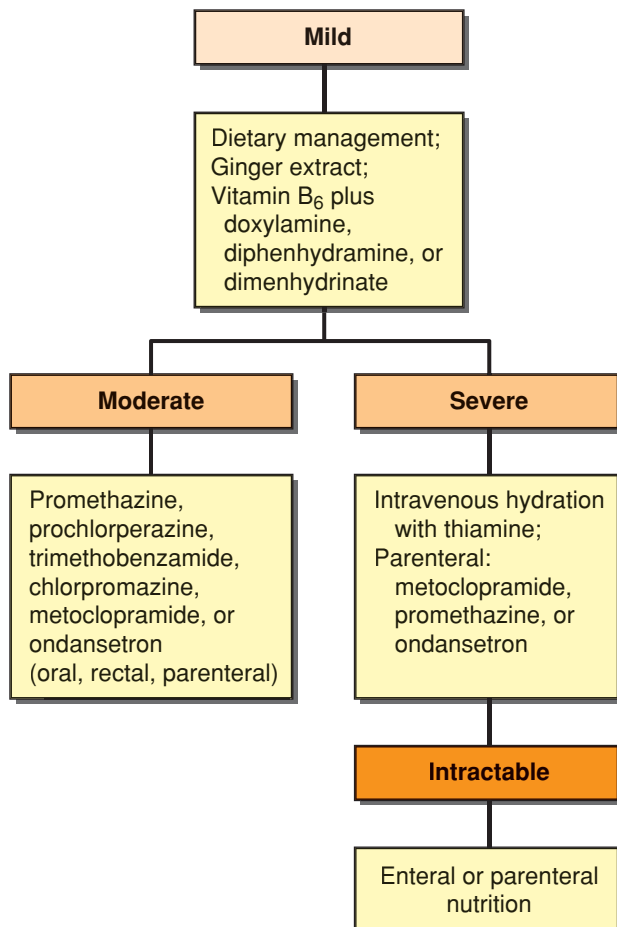 Mild
Dietary management;
Ginger extract;
Vitamin B₆ plus
doxylamine,
diphenhydramine, or
dimenhydrinate
Moderate
Promethazine,
prochlorperazine,
trimethobenzamide,
chlorpromazine,
metoclopramide, or
ondansetron
(oral, rectal, parenteral)
Severe
Intravenous hydration
with thiamine;
Parenteral:
metoclopramide,
promethazine, or
ondansetron
Intractable
Enteral or parenteral
nutrition